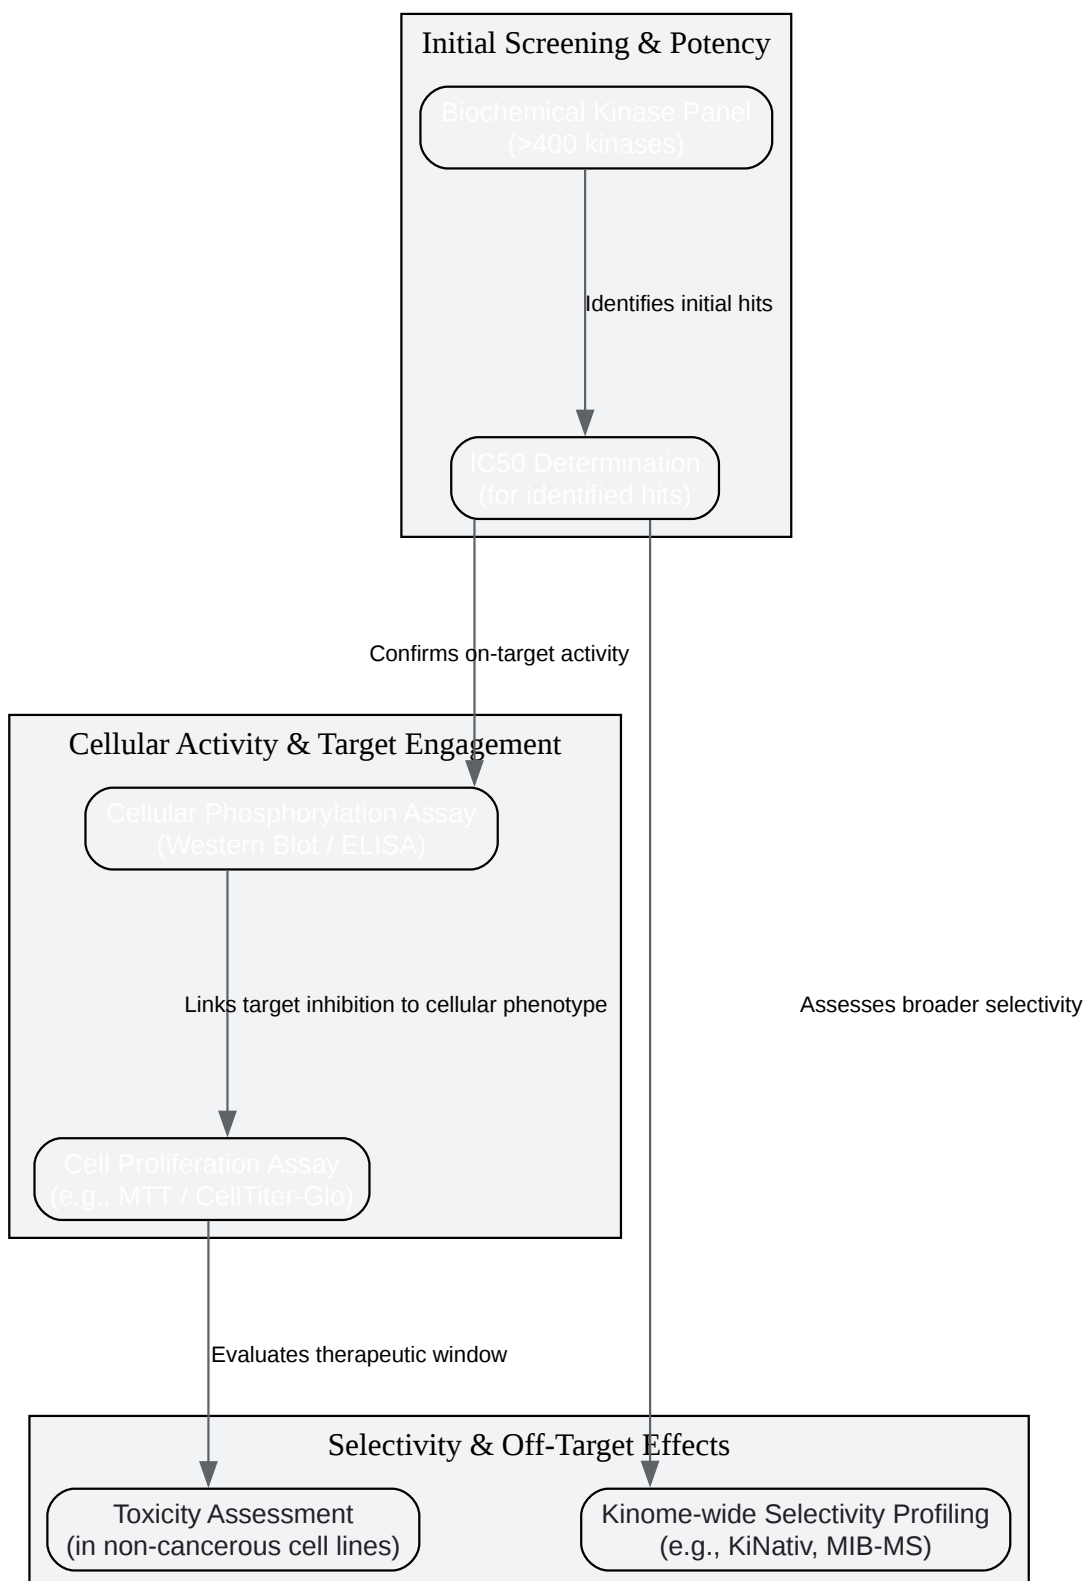 Initial Screening & Potency
Biochemical Kinase Panel
(>400 kinases)
Identifies initial hits
IC50 Determination
(for identified hits)
Confirms on-target activity
Cellular Activity & Target Engagement
Cellular Phosphorylation Assay
(Western Blot / ELISA)
Links target inhibition to cellular phenotype
Assesses broader selectivity
Cell Proliferation Assay
(e.g., MTT / CellTiter-Glo)
Evaluates therapeutic window
Selectivity & Off-Target Effects
Toxicity Assessment
(in non-cancerous cell lines)
Kinome-wide Selectivity Profiling
(e.g., KiNativ, MIB-MS)